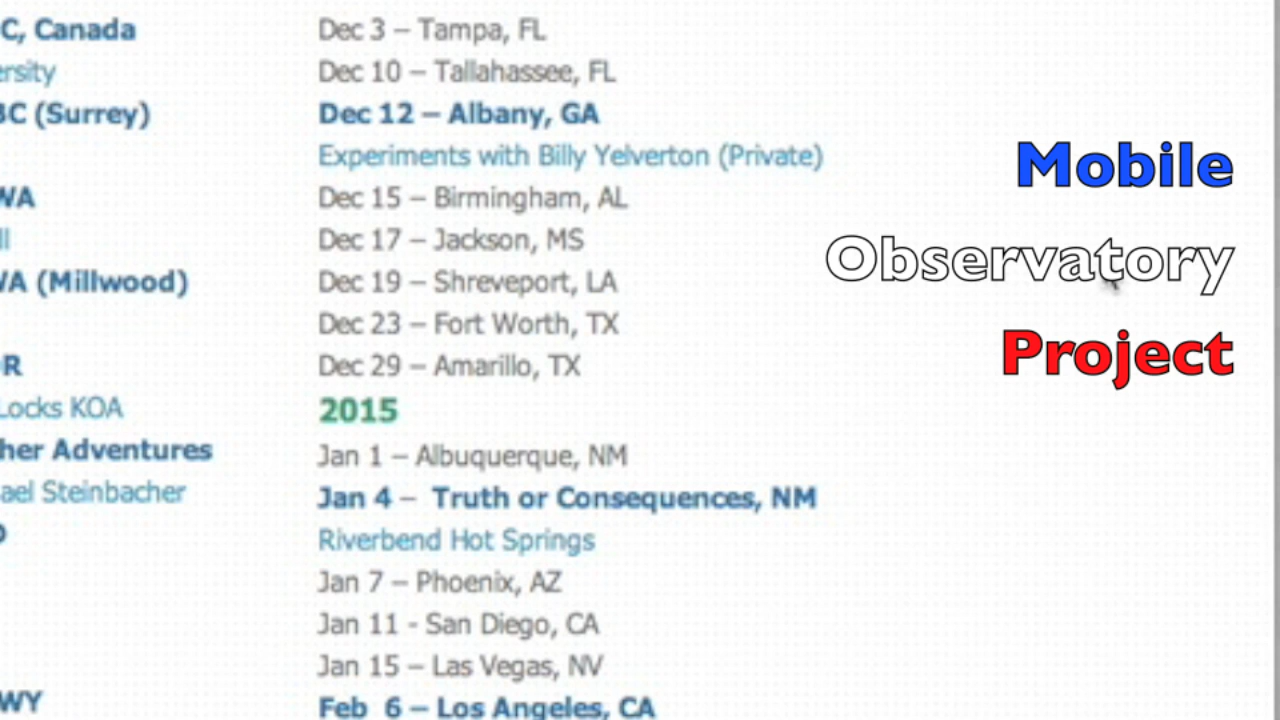 C, Canada
ersity
BC (Surrey)
WA
ll
VA (Millwood)
R
Locks KOA
her Adventures
ael Steinbacher
WY
Dec 3 – Tampa, FL
Dec 10 – Tallahassee, FL
Dec 12 – Albany, GA
Experiments with Billy Yelverton (Private)
Dec 15 – Birmingham, AL
Dec 17 – Jackson, MS
Dec 19 – Shreveport, LA
Dec 23 – Fort Worth, TX
Dec 29 – Amarillo, TX
2015
Jan 1 – Albuquerque, NM
Jan 4 – Truth or Consequences, NM
Riverbend Hot Springs
Jan 7 – Phoenix, AZ
Jan 11 - San Diego, CA
Jan 15 – Las Vegas, NV
Feb 6 – Los Angeles, CA
Mobile
Observatory
Project